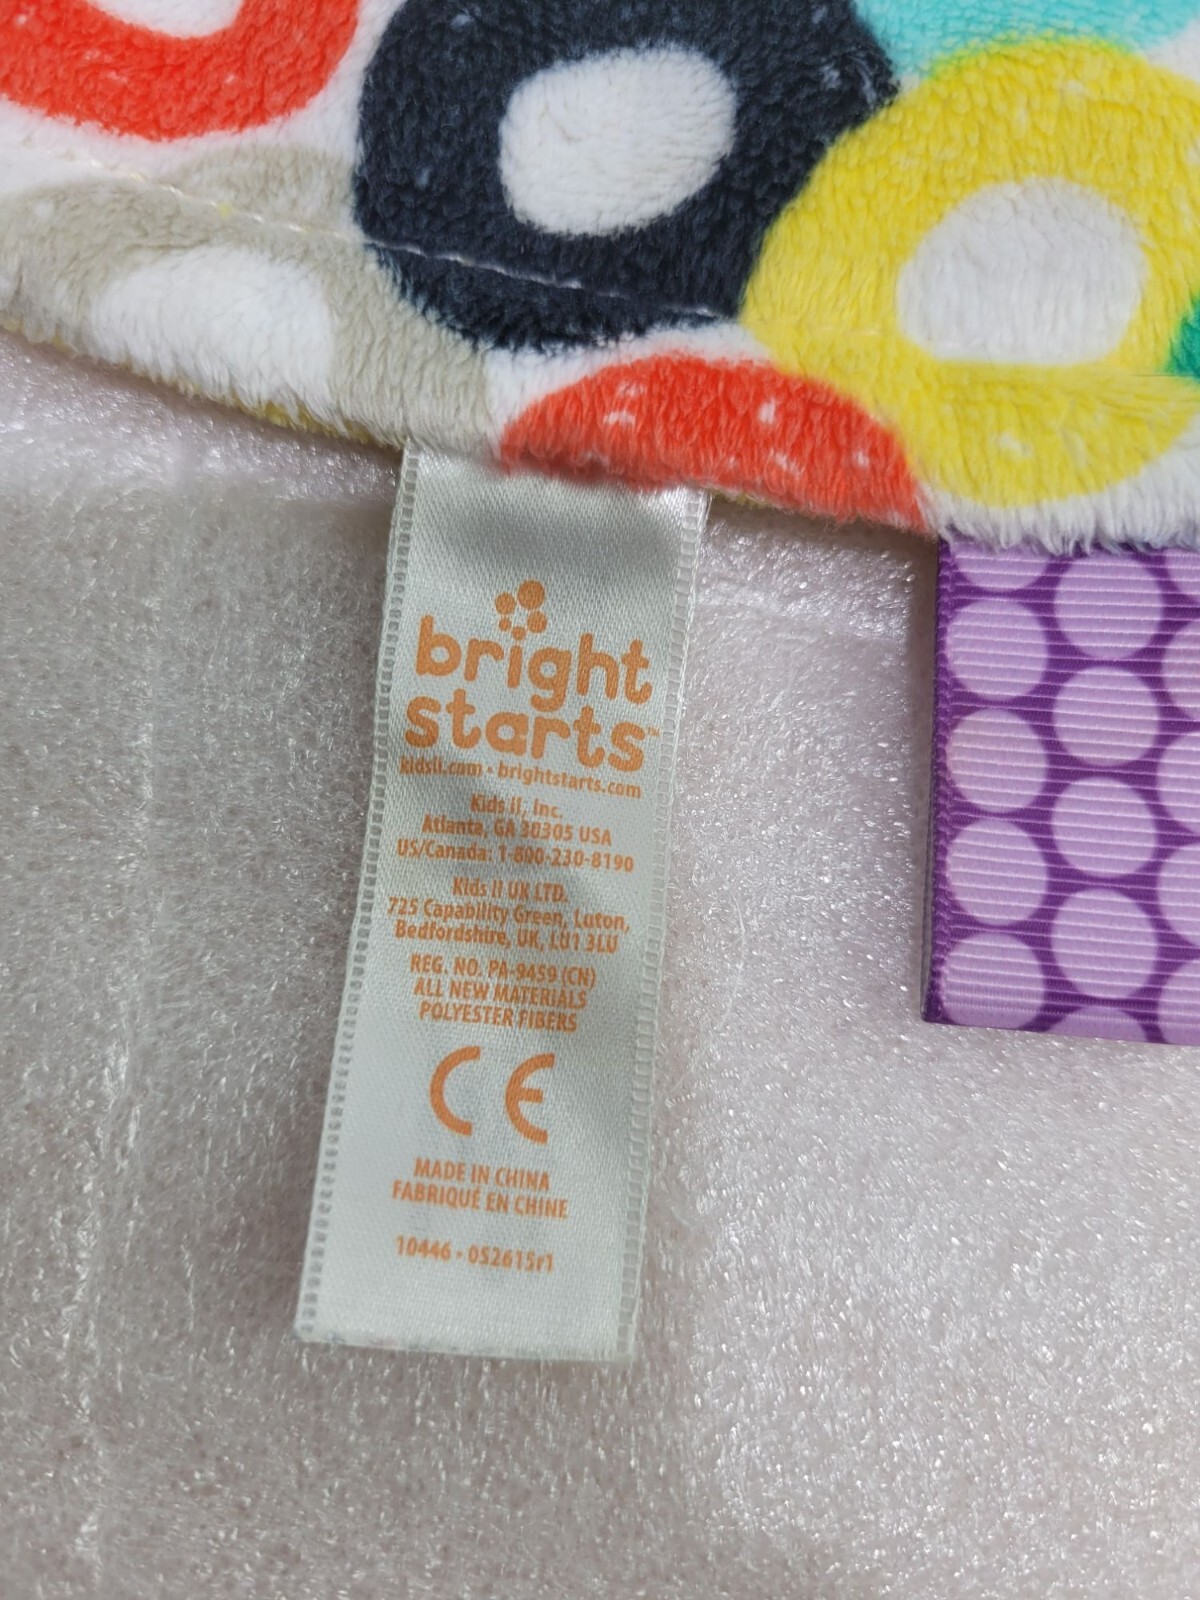 bright
starts™
kidsii.com • brightstarts.com
Kids II, Inc.
Atlanta, GA 30305 USA
US/Canada: 1-800-230-8190
Kids II UK LTD.
725 Capability Green, Luton,
Bedfordshire, UK, LU1 3LU
REG. NO. PA-9459 (CN)
ALL NEW MATERIALS
POLYESTER FIBERS
CE
MADE IN CHINA
FABRIQUÉ EN CHINE
10446 • 052615r1